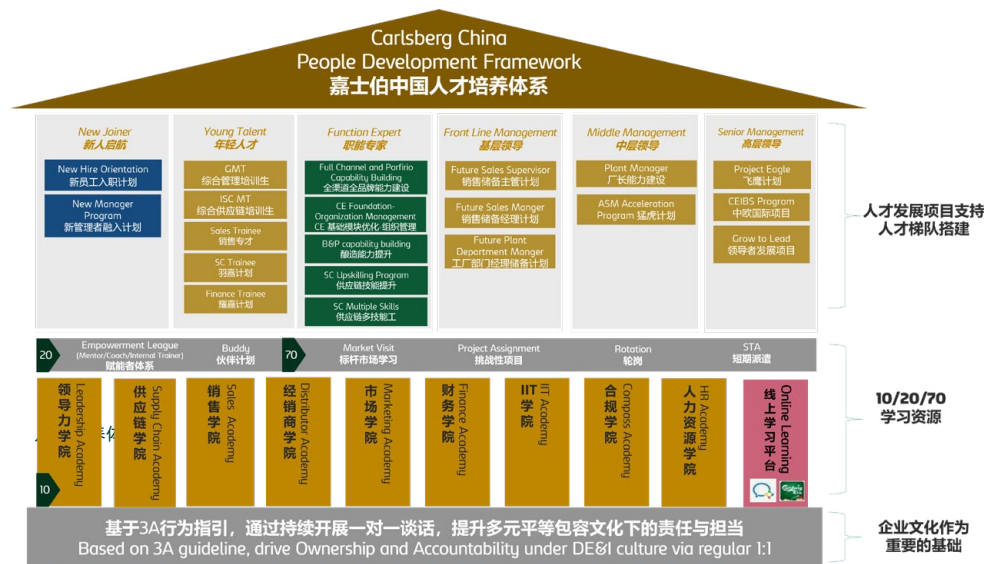 Carlsberg China
People Development Framework
嘉士伯中国人才培养体系
New Joiner
新人启航
New Hire Orientation
新员工入职计划
New Manager
Program
新管理者融入计划
Young Talent
年轻人才
GMT
综合管理培训生
ISC MT
综合供应链培训生
Sales Trainee
销售专才
SC Trainee
羽嘉计划
Finance Trainee
耀嘉计划
Function Expert
职能专家
Full Channel and Porfirio
Capability Building
全渠道全品牌能力建设
CE Foundation-
Organization Management
CE 基础模块优化 组织管理
B&P capability building
酿造能力提升
SC Upskilling Program
供应链技能提升
SC Multiple Skills
供应链多技能工
Front Line Management
基层领导
Future Sales Supervisor
销售储备主管计划
Future Sales Manger
销售储备经理计划
Future Plant
Department Manger
工厂部门经理储备计划
Middle Management
中层领导
Plant Manager
厂长能力建设
ASM Acceleration
Program 猛虎计划
Senior Management
高层领导
Project Eagle
飞鹰计划
CEIBS Program
中欧国际项目
Grow to Lead
领导者发展项目
人才发展项目支持
人才梯队搭建
20
Empowerment League
(Mentor/Coach/Internal Trainer)
赋能者体系
Buddy
伙伴计划
70
Market Visit
标杆市场学习
Project Assignment
挑战性项目
Rotation
轮岗
STA
短期派遣
Leadership Academy
领导力学院
Supply Chain Academy
供应链学院
Sales Academy
销售学院
Distributor Academy
经销商学院
Marketing Academy
市场学院
Finance Academy
财务学院
IIT Academy
IIT学院
Compass Academy
合规学院
HR Academy
人力资源学院
Online Learning
线上学习平台
10
10/20/70
学习资源
基于3A行为指引，通过持续开展一对一谈话，提升多元平等包容文化下的责任与担当
Based on 3A guideline, drive Ownership and Accountability under DE&I culture via regular 1:1
企业文化作为
重要的基础